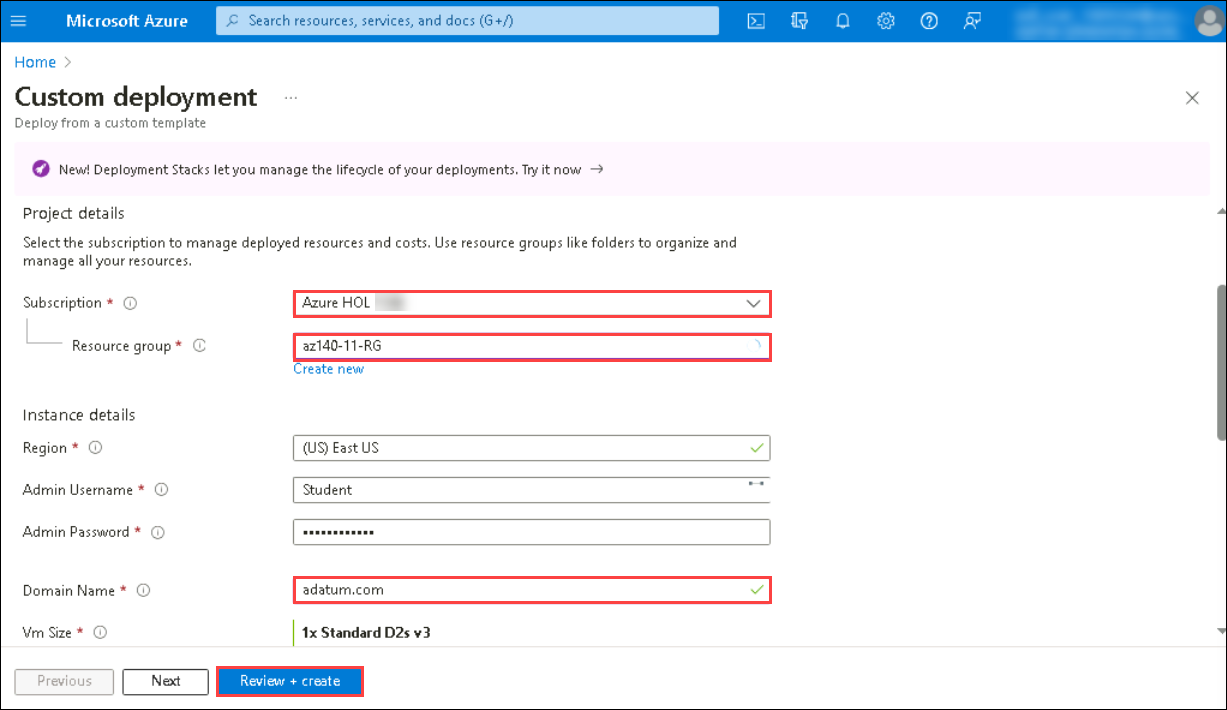 Microsoft Azure
Search resources, services, and docs (G+/)
Home
Custom deployment
Deploy from a custom template
New! Deployment Stacks let you manage the lifecycle of your deployments. Try it now →
Project details
Select the subscription to manage deployed resources and costs. Use resource groups like folders to organize and
manage all your resources.
Subscription *
Azure HOL
Resource group *
az140-11-RG
Create new
Instance details
Region *
(US) East US
Admin Username *
Student
Admin Password *
••••••••••••
Domain Name *
adatum.com
Vm Size *
1x Standard D2s v3
Previous
Next
Review + create